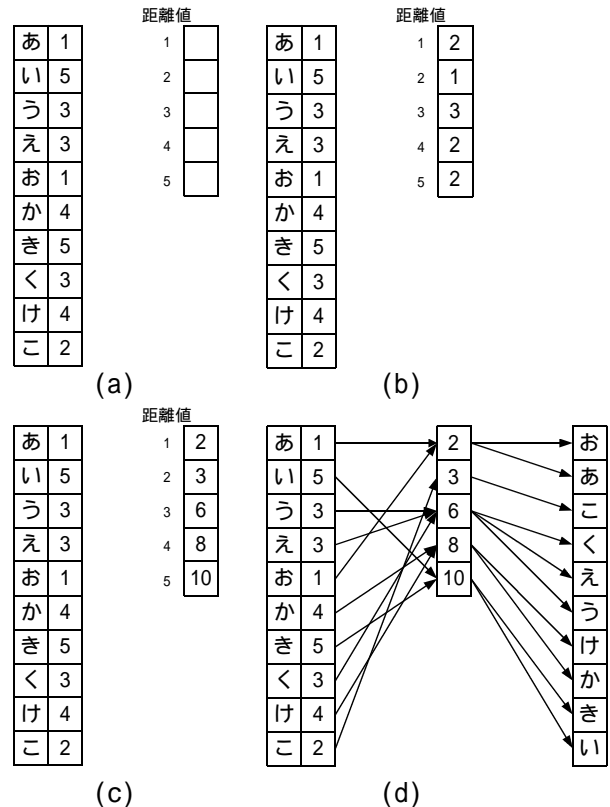 距離値
あ 1 1
い 5 2
う 3 3
え 3 4
お 1 5
か 4
き 5
く 3
け 4
こ 2
(a)
距離値
あ 1 1 2
い 5 2 1
う 3 3 3
え 3 4 2
お 1 5 2
か 4
き 5
く 3
け 4
こ 2
(b)
距離値
あ 1 1 2
い 5 2 3
う 3 3 6
え 3 4 8
お 1 5 10
か 4
き 5
く 3
け 4
こ 2
(c)
あ 1 2 お
い 5 3 あ
う 3 6 こ
え 3 8 く
お 1 10 え
か 4 う
き 5 け
く 3 か
け 4 き
こ 2 い
(d)